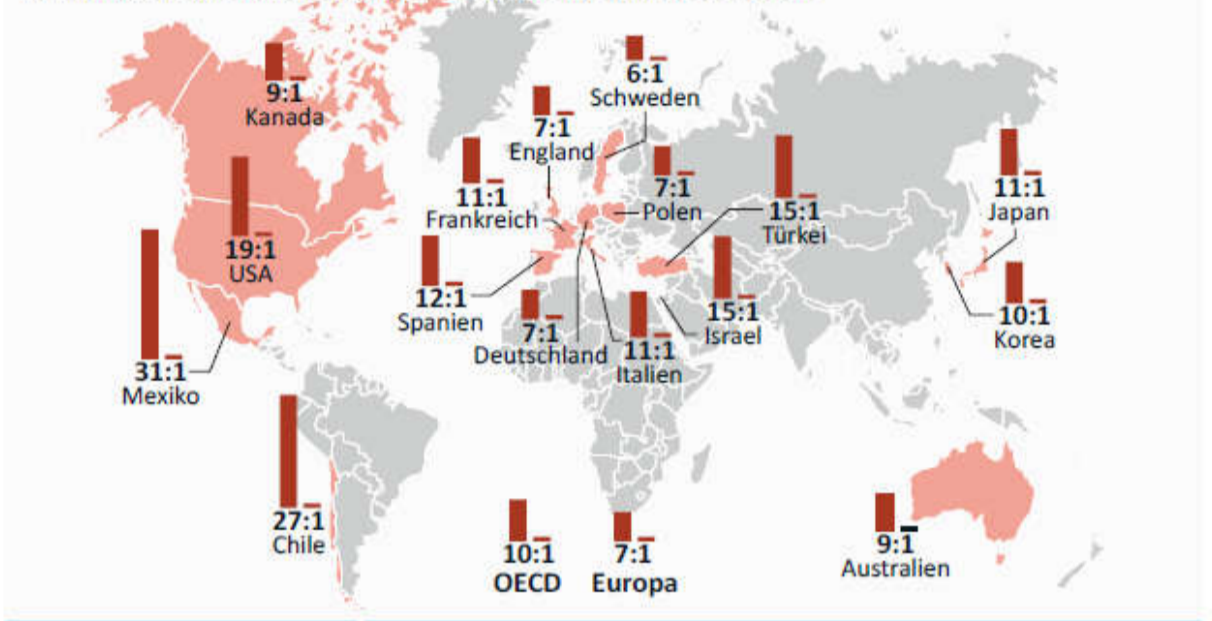 9:1
Kanada
6:1
Schweden
7:1
England
11:1
Frankreich
7:1
Polen
15:1
Türkei
11:1
Japan
19:1
USA
12:1
Spanien
7:1
Deutschland
11:1
Italien
15:1
Israel
10:1
Korea
31:1
Mexiko
27:1
Chile
10:1
OECD
7:1
Europa
9:1
Australien